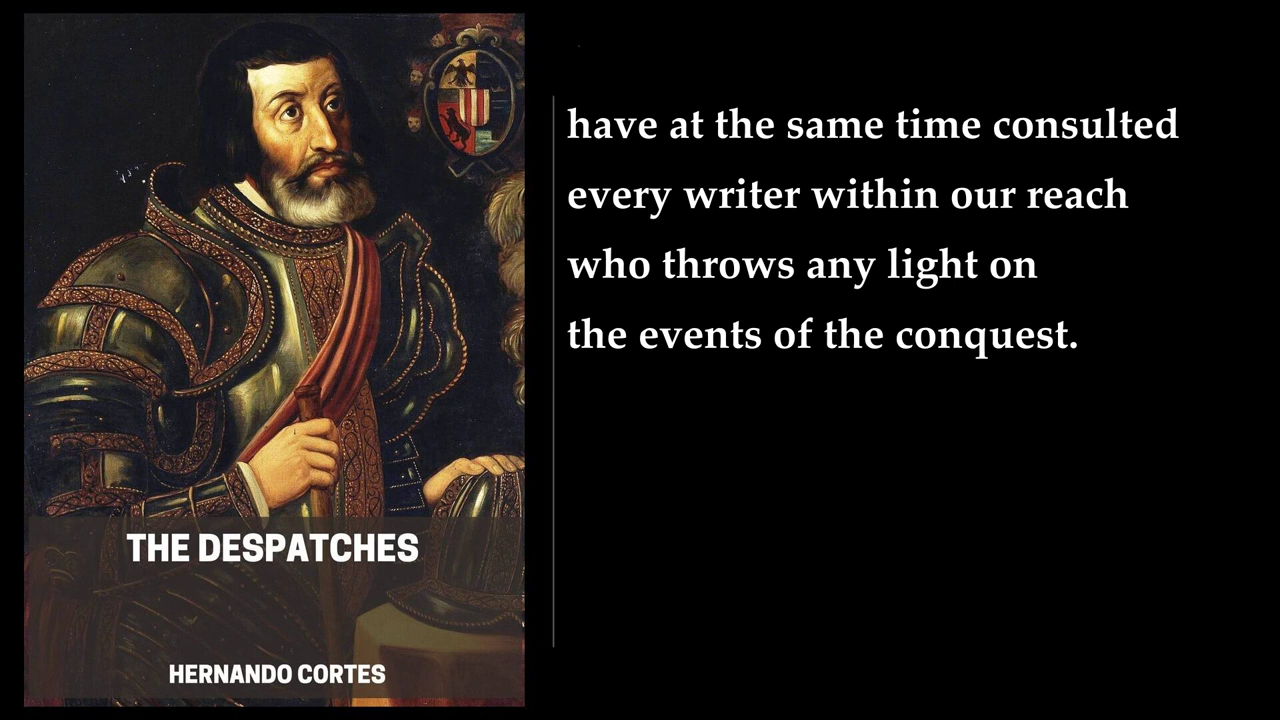 THE DESPATCHES
HERNANDO CORTES
have at the same time consulted
every writer within our reach
who throws any light on
the events of the conquest.